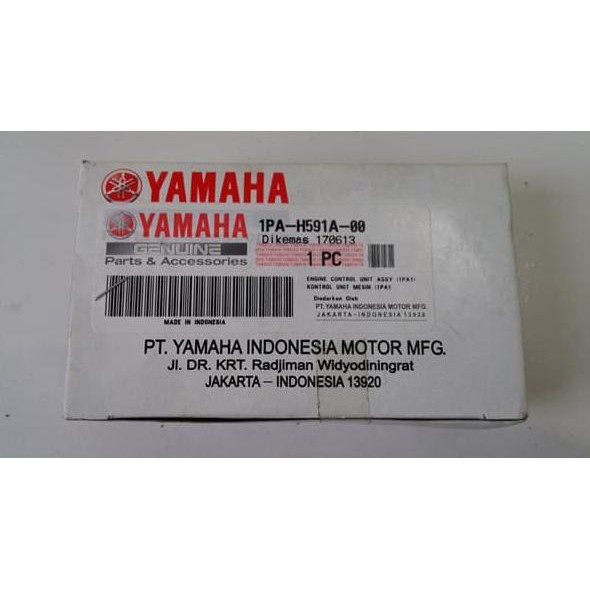 YAMAHA
YAMAHA
GENUINE
Parts & Accessories
1PA-H591A-00
Dikemas 170613
1 PC
ENGINE CONTROL UNIT ASSY (1PA1)
KONTROL UNIT MESIN (1PA)
Diedarkan Oleh
PT. YAMAHA INDONESIA MOTOR MFG.
JAKARTA - INDONESIA 13920
MADE IN INDONESIA
PT. YAMAHA INDONESIA MOTOR MFG.
Jl. DR. KRT. Radjiman Widyodiningrat
JAKARTA – INDONESIA 13920